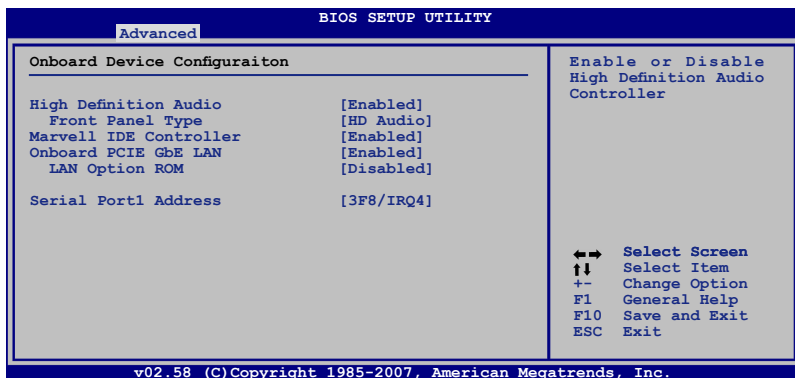 BIOS SETUP UTILITY
Advanced
Onboard Device Configuraiton
High Definition Audio [Enabled]
Front Panel Type [HD Audio]
Marvell IDE Controller [Enabled]
Onboard PCIE GbE LAN [Enabled]
LAN Option ROM [Disabled]
Serial Port1 Address [3F8/IRQ4]
Enable or Disable
High Definition Audio
Controller
←→ Select Screen
↑↓ Select Item
+- Change Option
F1 General Help
F10 Save and Exit
ESC Exit
v02.58 (C)Copyright 1985-2007, American Megatrends, Inc.